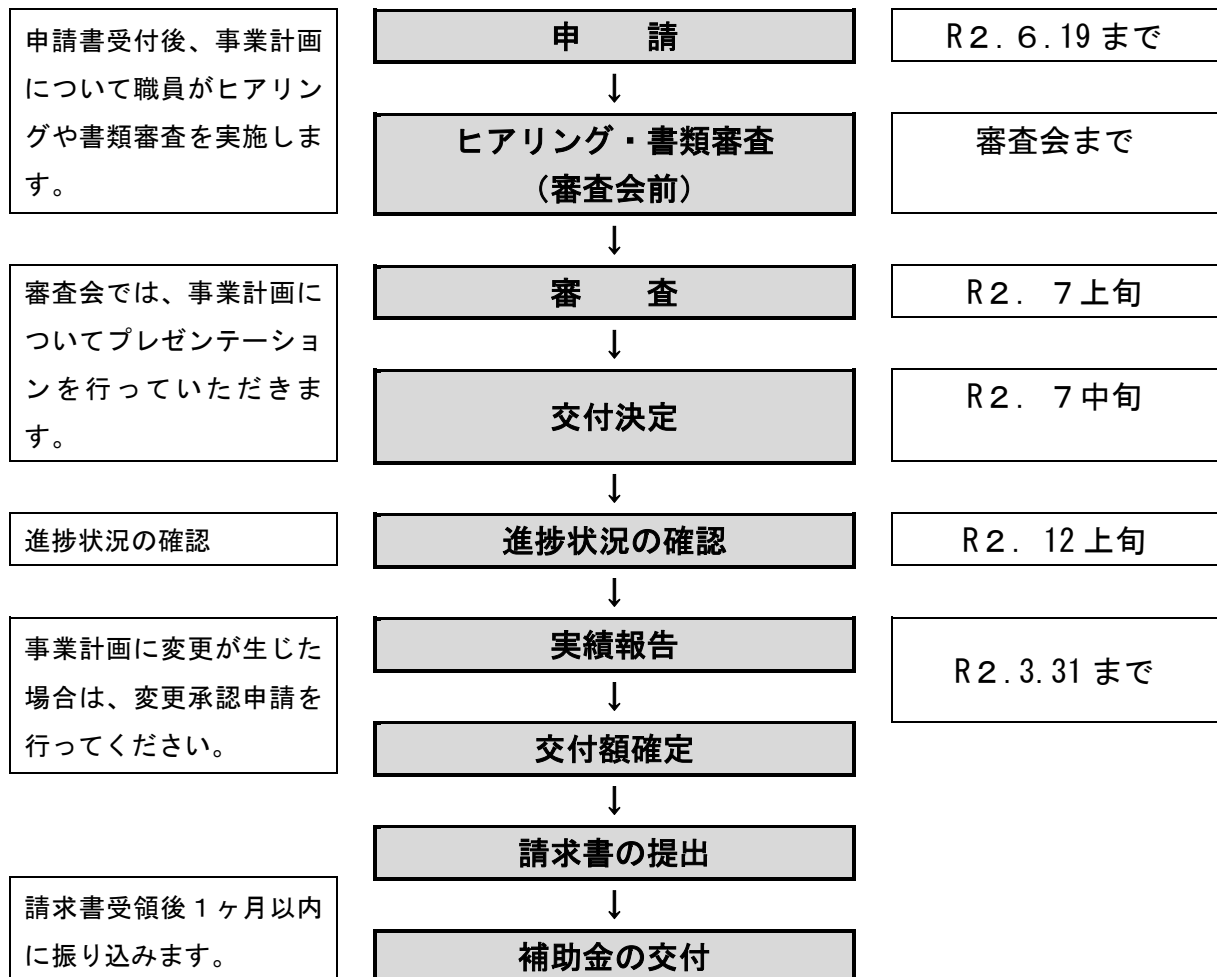 申請書受付後、事業計画
について職員がヒアリン
グや書類審査を実施しま
す。
申　　請
R２.６.19 まで
↓
ヒアリング・書類審査
（審査会前）
審査会まで
↓
審査会では、事業計画に
ついてプレゼンテーショ
ンを行っていただきま
す。
審　　査
R２.　７上旬
↓
交付決定
R２.　７中旬
↓
進捗状況の確認
進捗状況の確認
R２. 12 上旬
↓
事業計画に変更が生じた
場合は、変更承認申請を
行ってください。
実績報告
R２.3.31 まで
↓
交付額確定
↓
請求書の提出
↓
請求書受領後１ヶ月以内
に振り込みます。
補助金の交付